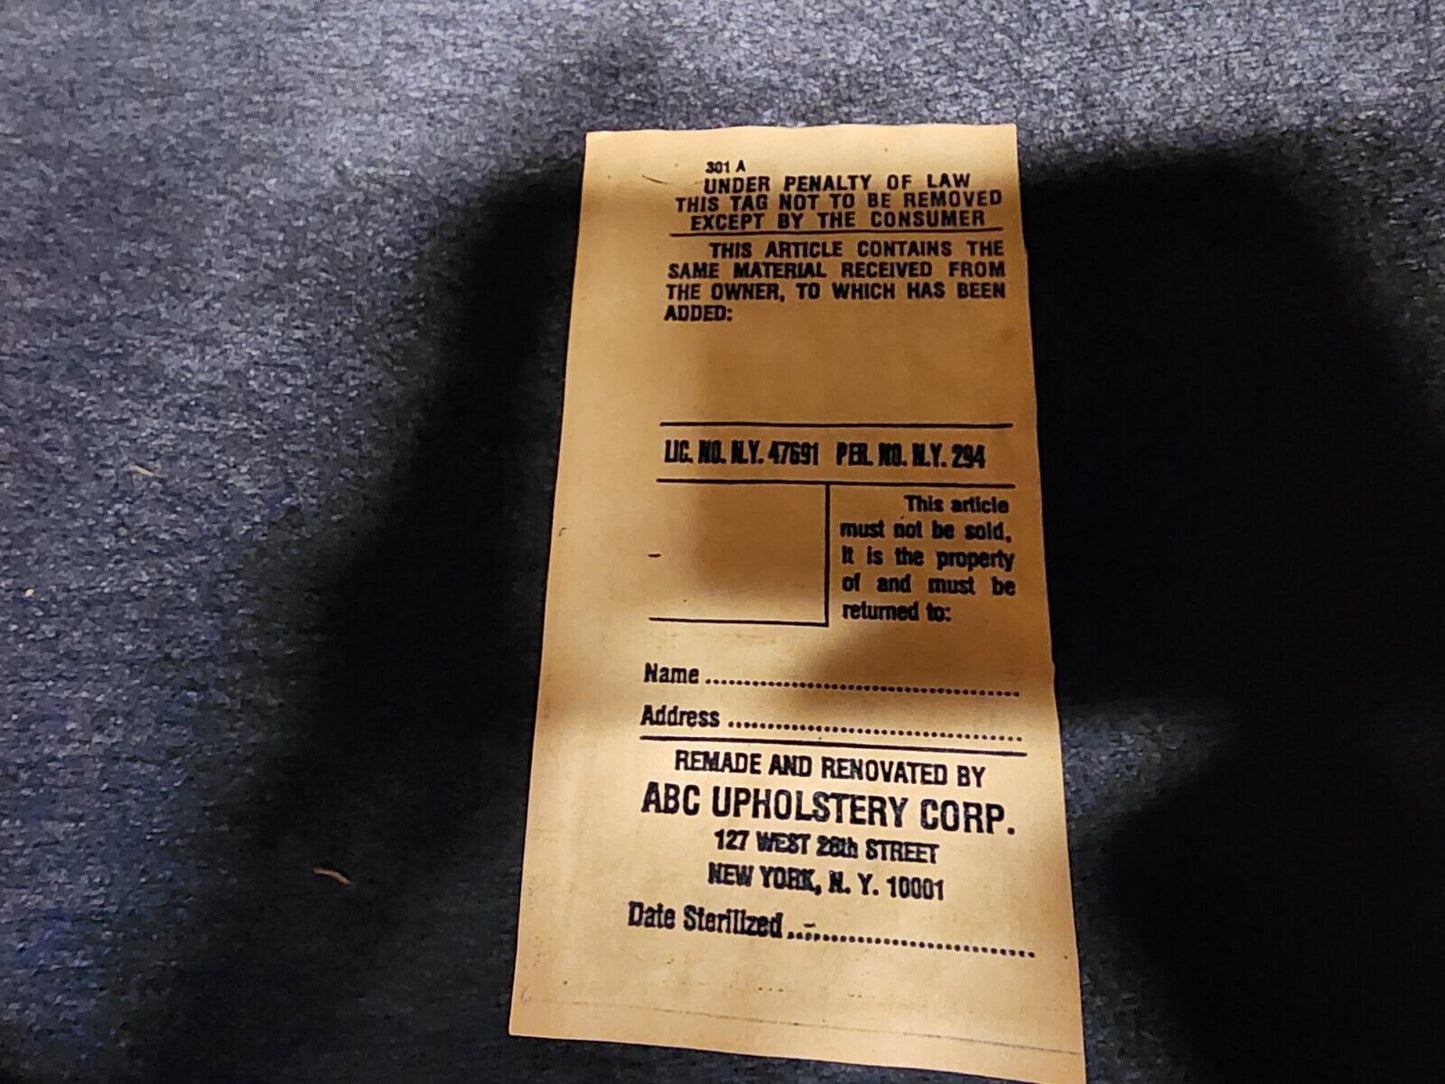 301 A
UNDER PENALTY OF LAW
THIS TAG NOT TO BE REMOVED
EXCEPT BY THE CONSUMER
THIS ARTICLE CONTAINS THE
SAME MATERIAL RECEIVED FROM
THE OWNER, TO WHICH HAS BEEN
ADDED:
LIC. NO. N.Y. 47691 PER. NO. N.Y. 294
This article
must not be sold.
It is the property
of and must be
returned to:
Name
Address
REMADE AND RENOVATED BY
ABC UPHOLSTERY CORP.
127 WEST 26th STREET
NEW YORK, N. Y. 10001
Date Sterilized